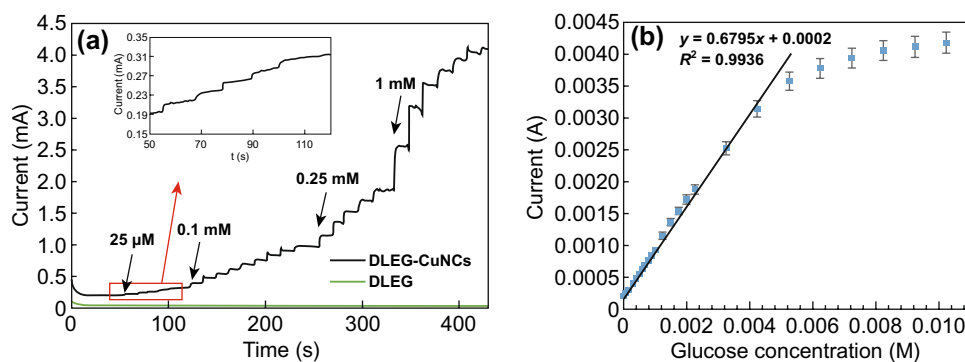 (a)
Current (mA)
4.5
4.0
3.5
3.0
2.5
2.0
1.5
1.0
0.5
0
0
100
200
300
400
Time (s)
Current (mA)
0.35
0.31
0.27
0.23
0.19
0.15
50
60
70
80
90
100
110
t (s)
25 µM
0.1 mM
0.25 mM
1 mM
DLEG-CuNCs
DLEG
(b)
y = 0.6795x + 0.0002
R² = 0.9936
Current (A)
0.0045
0.0040
0.0035
0.0030
0.0025
0.0020
0.0015
0.0010
0.0005
0.0000
0.000
0.002
0.004
0.006
0.008
0.010
Glucose concentration (M)